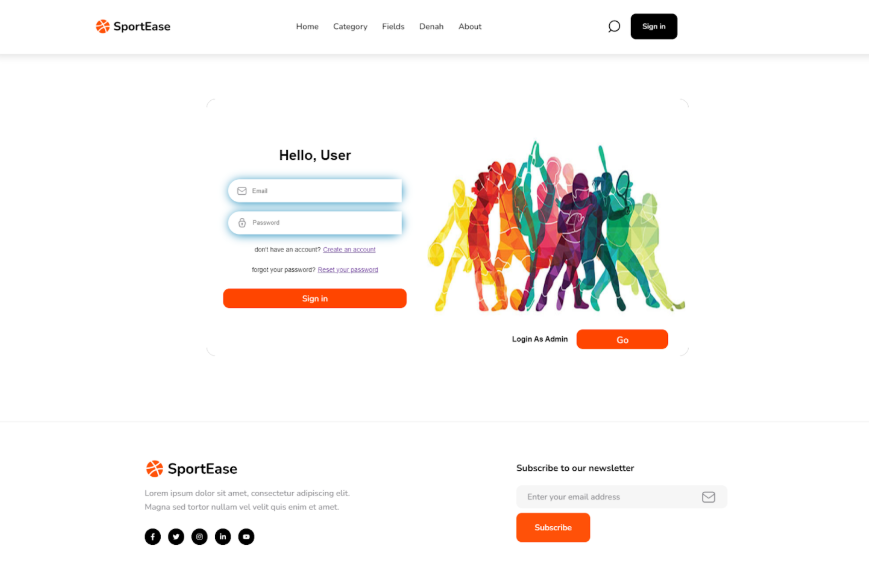 SportEase
Home Category Fields Denah About
Sign in
Hello, User
Email
Password
don't have an account? Create an account
forgot your password? Reset your password
Sign in
Login As Admin
Go
SportEase
Lorem ipsum dolor sit amet, consectetur adipiscing elit.
Magna sed tortor nullam vel velit quis enim et amet.
Subscribe to our newsletter
Enter your email address
Subscribe